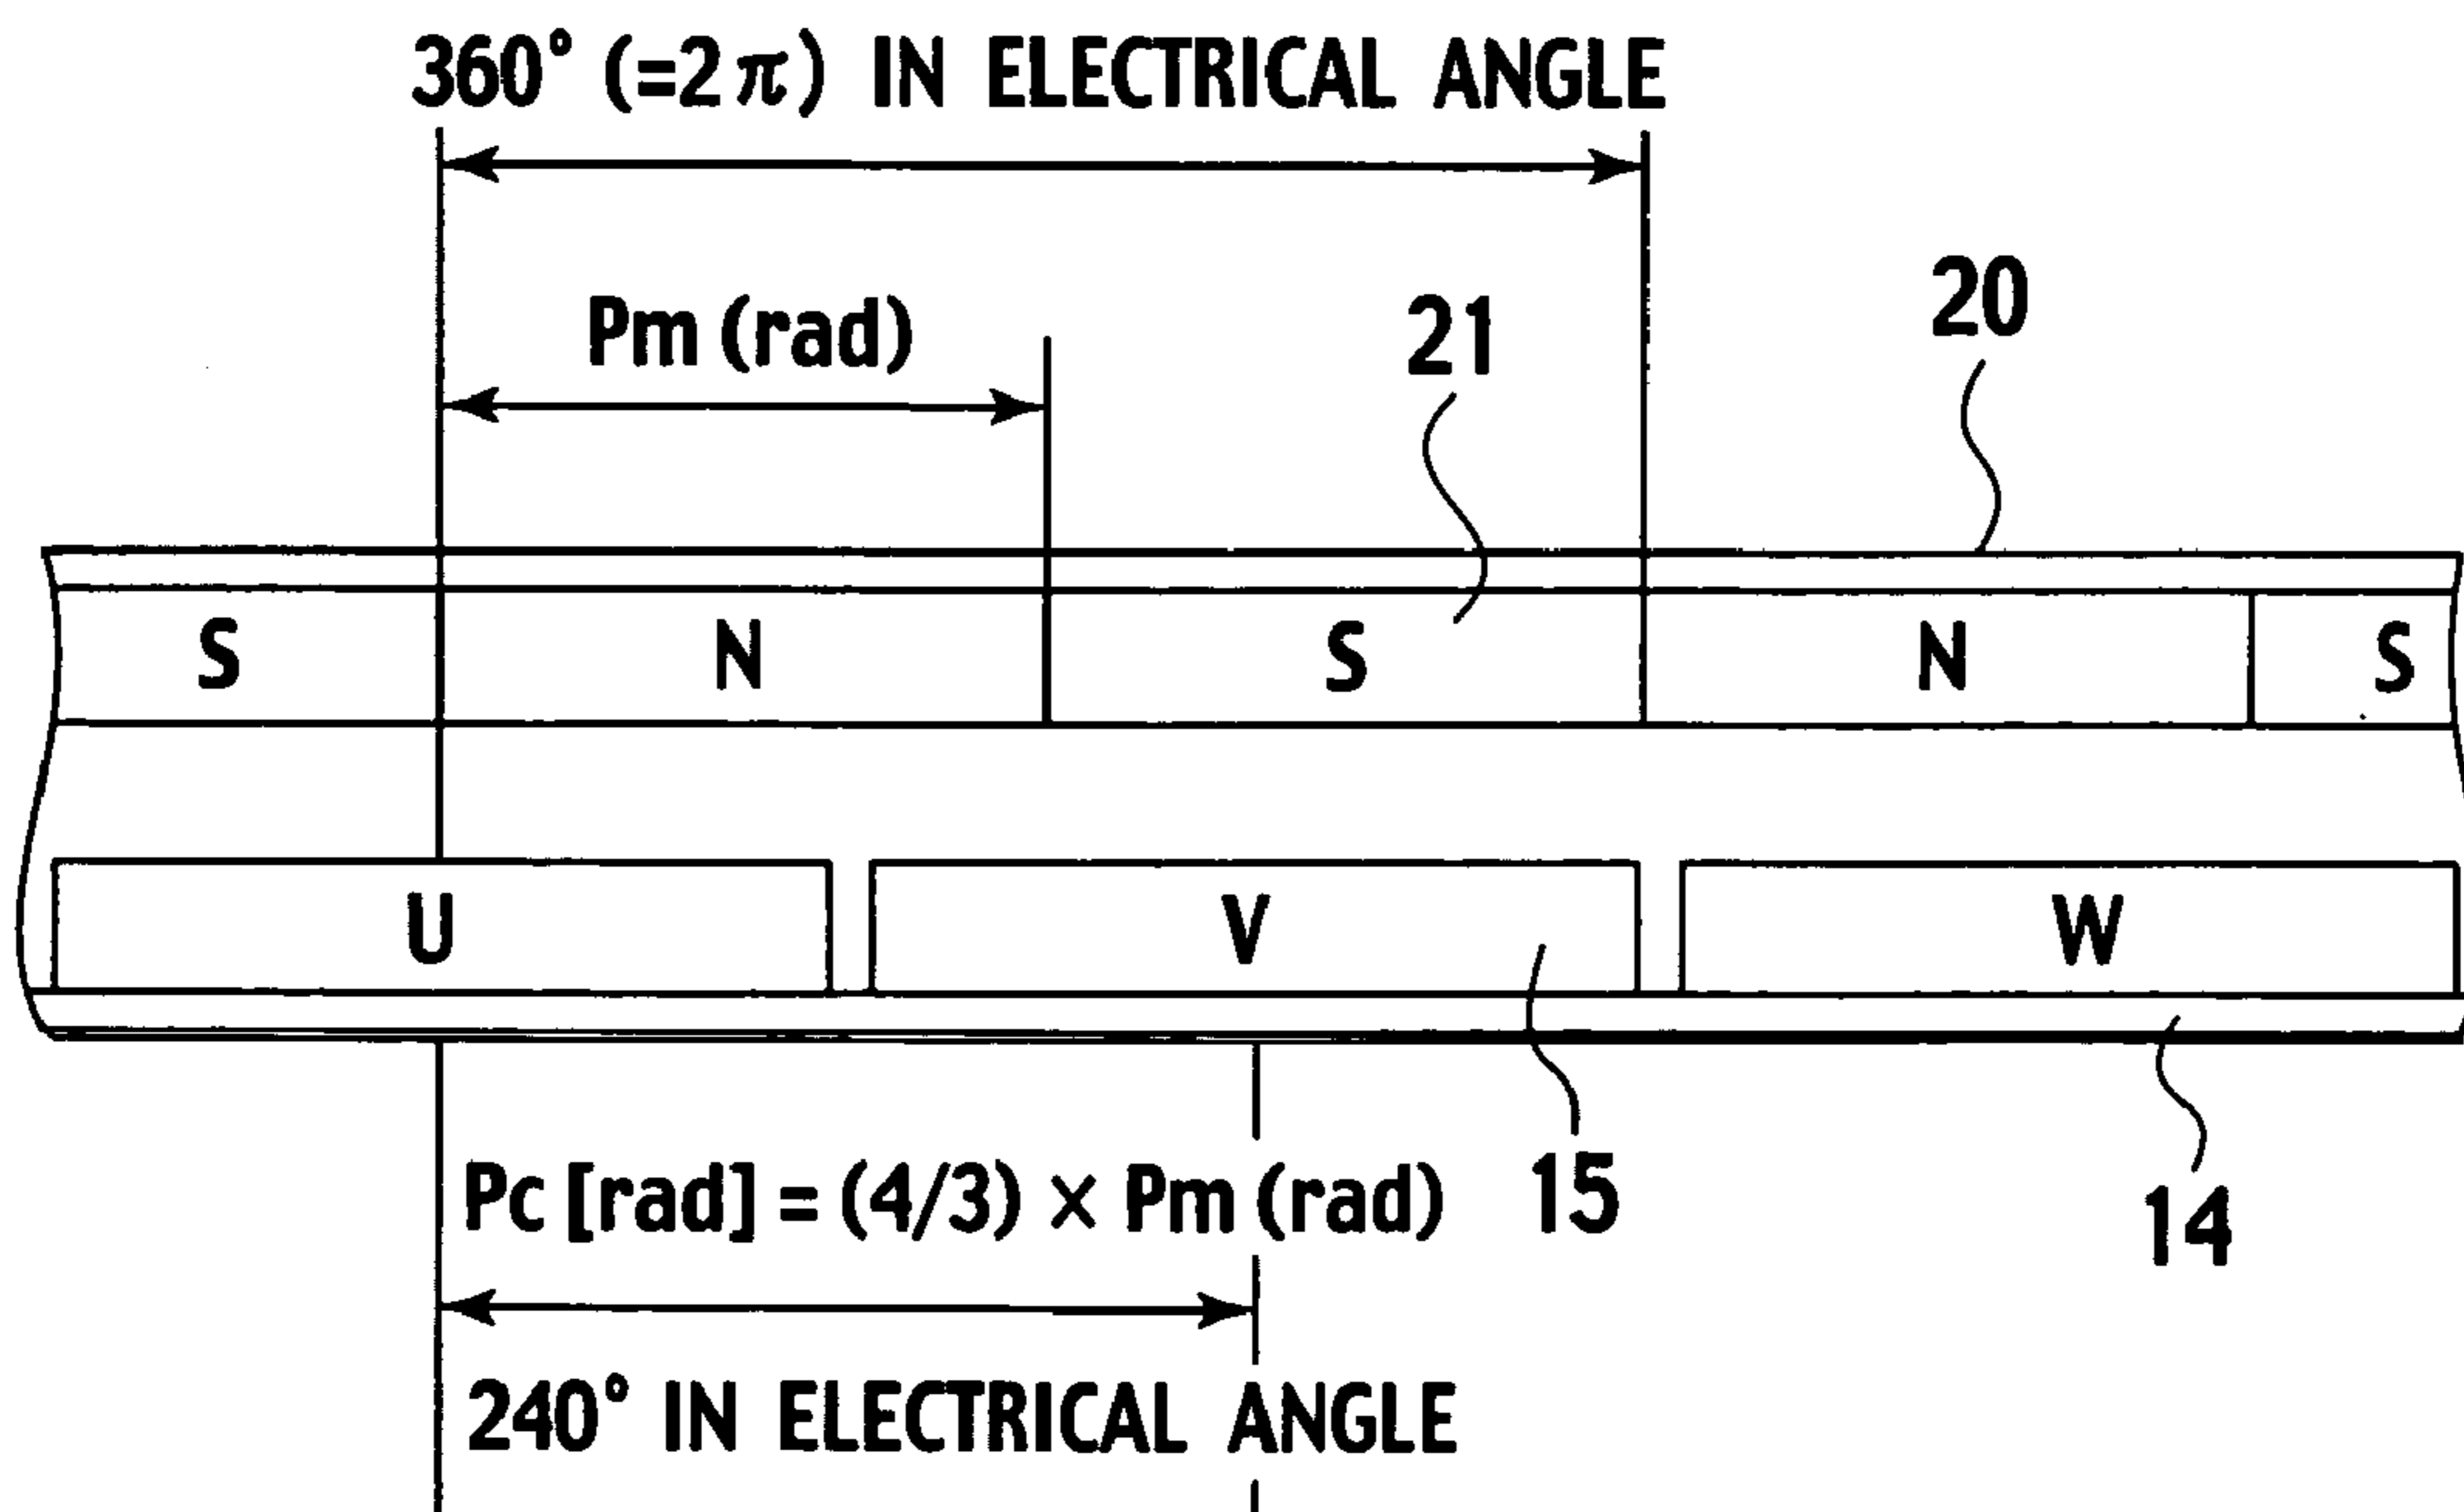 360° (=2π) IN ELECTRICAL ANGLE
20
Pm (rad)
21
S N S N S
U V W
Pc [rad] = (4/3) × Pm (rad)
15
14
240° IN ELECTRICAL ANGLE